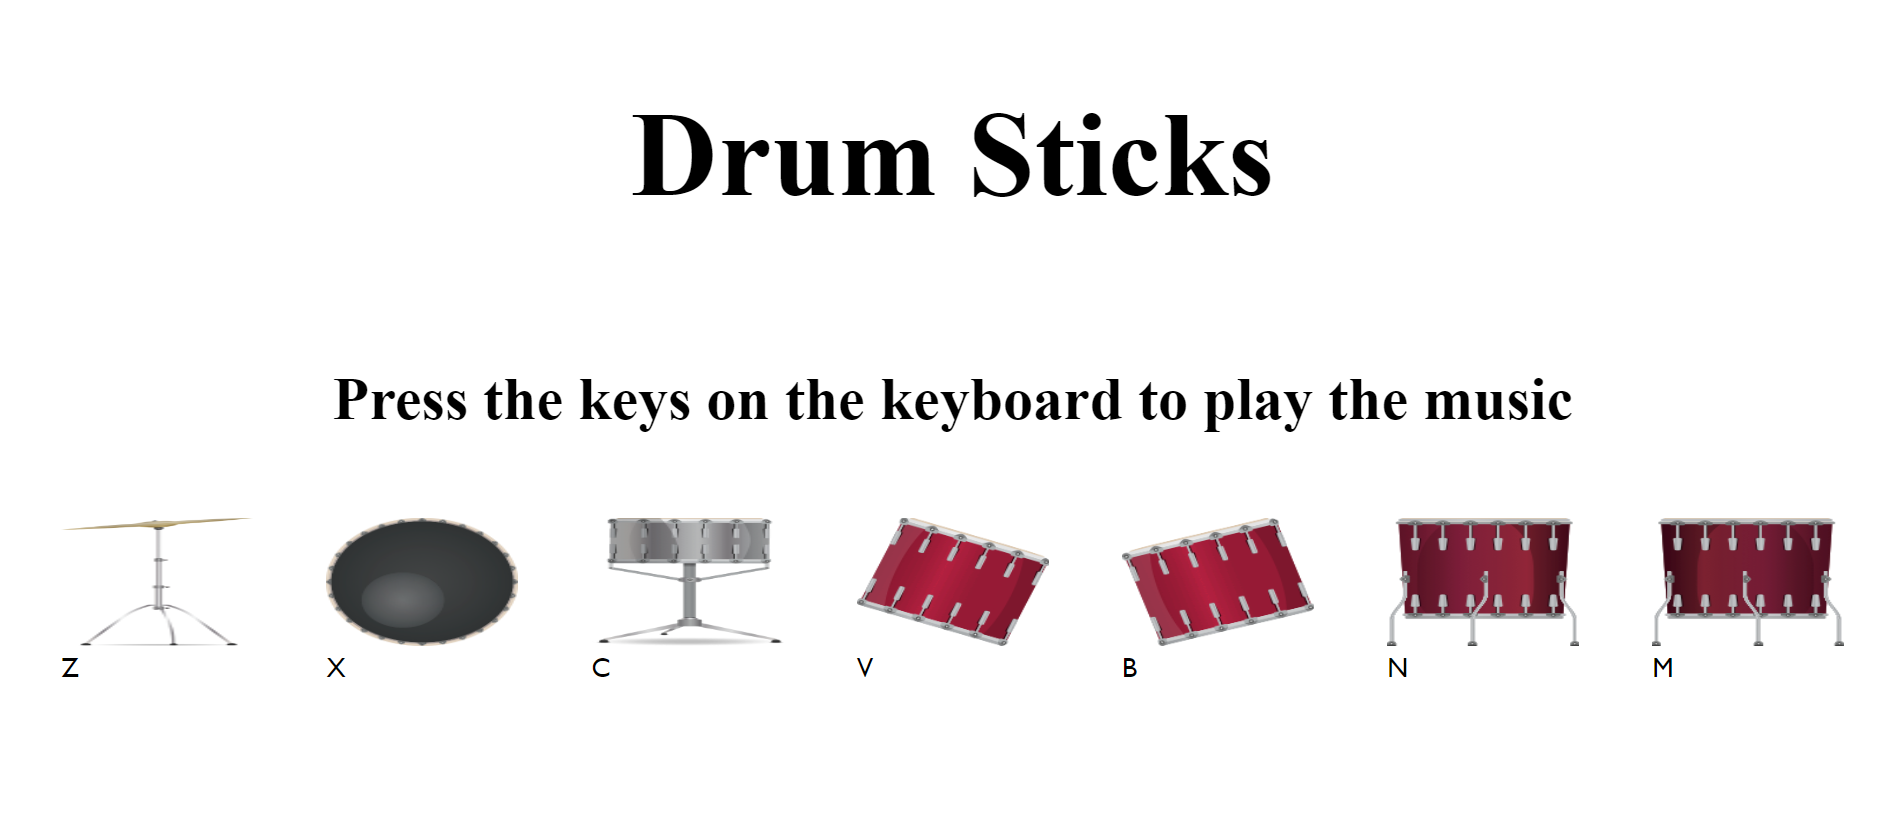 Drum Sticks
Press the keys on the keyboard to play the music
Z X C V B N M